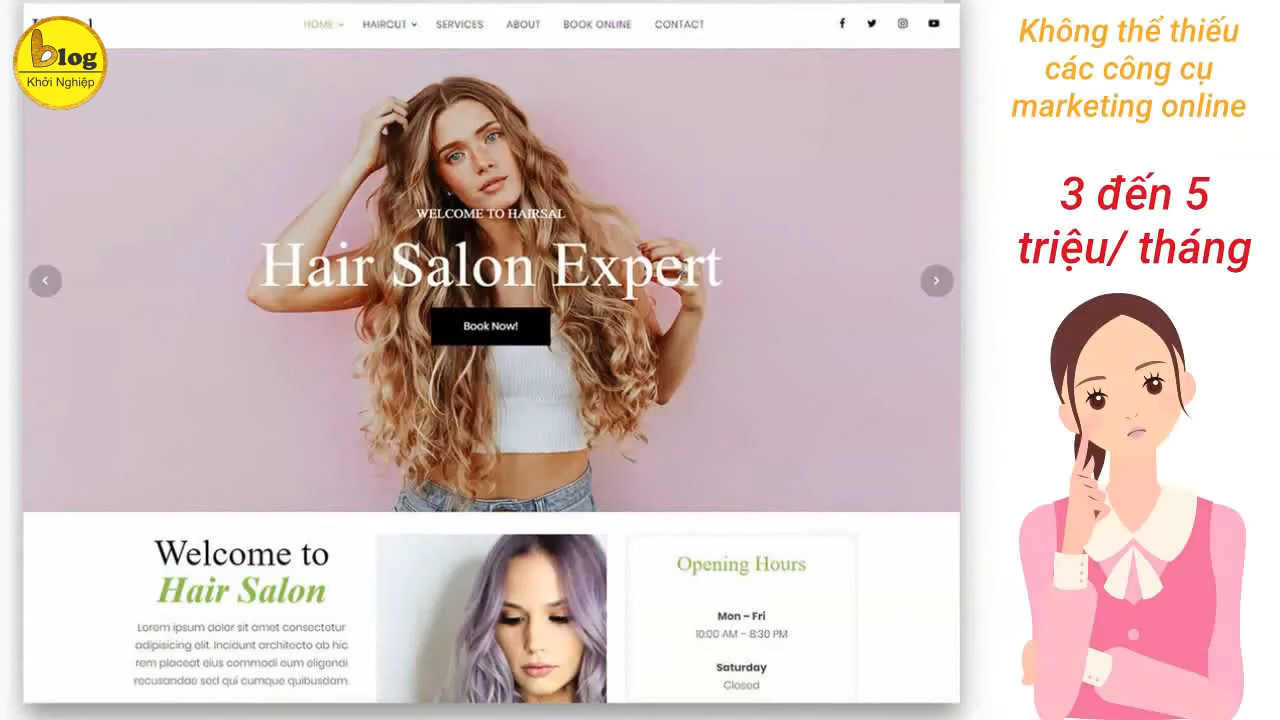 HOME
HAIRCUT
SERVICES
ABOUT
BOOK ONLINE
CONTACT
blog
Khởi Nghiệp
WELCOME TO HAIRSAL
Hair Salon Expert
Book Now!
Welcome to
Hair Salon
Lorem ipsum dolor sit amet consectetur
adipisicing elit. Incidunt architecto ab hic
rem placeat eius commodi eum eligendi
recusandae sed qui cumque quibusdam.
Opening Hours
Mon – Fri
10:00 AM – 8:30 PM
Saturday
Closed
Không thể thiếu
các công cụ
marketing online
3 đến 5
triệu/ tháng